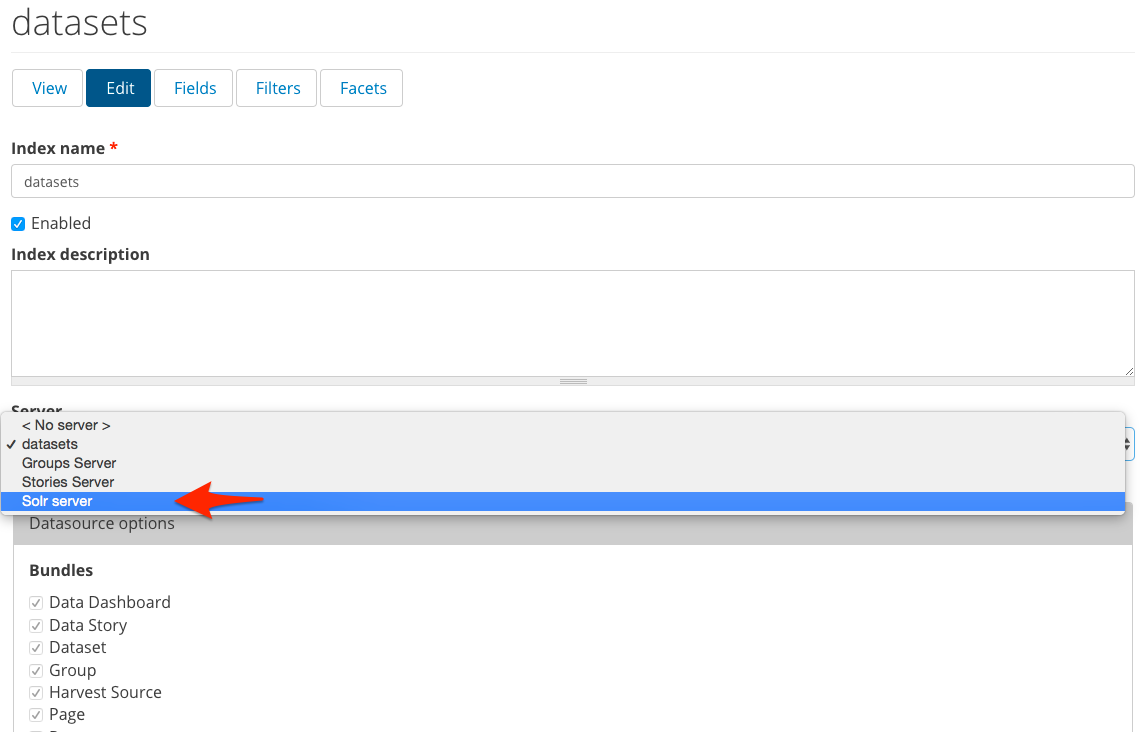 datasets
View Edit Fields Filters Facets
Index name *
datasets
Enabled
Index description
Server
< No server >
datasets
Groups Server
Stories Server
Solr server
Datasource options
Bundles
Data Dashboard
Data Story
Dataset
Group
Harvest Source
Page